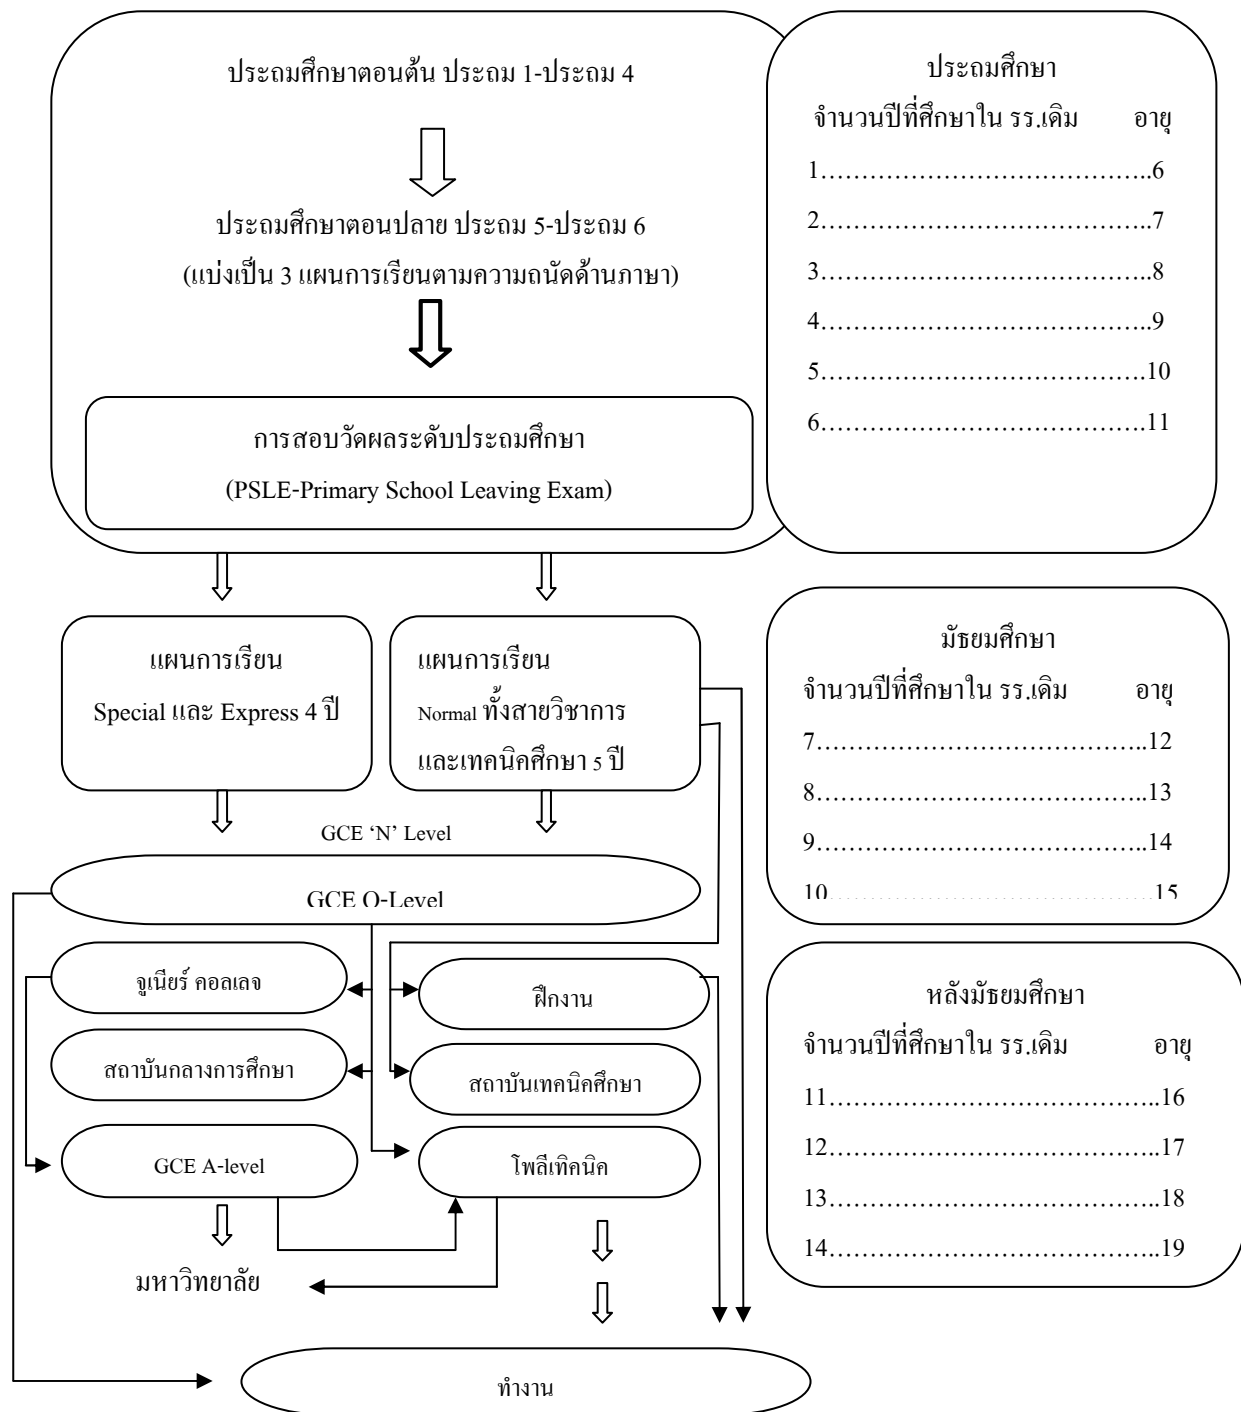 ประถมศึกษาตอนต้น ประถม 1-ประถม 4
ประถมศึกษาตอนปลาย ประถม 5-ประถม 6
(แบ่งเป็น 3 แผนการเรียนตามความถนัดด้านภาษา)
การสอบวัดผลระดับประถมศึกษา
(PSLE-Primary School Leaving Exam)
ประถมศึกษา
จำนวนปีที่ศึกษาใน รร.เดิม อายุ
1…………………………………..6
2…………………………………..7
3…………………………………..8
4…………………………………..9
5………………………………….10
6………………………………….11
แผนการเรียน
Special และ Express 4 ปี
แผนการเรียน
Normal ทั้งสายวิชาการ
และเทคนิคศึกษา 5 ปี
มัธยมศึกษา
จำนวนปีที่ศึกษาใน รร.เดิม อายุ
7…………………………………..12
8…………………………………..13
9…………………………………..14
10…………………………………15
GCE ‘N’ Level
GCE O-Level
จูเนียร์ คอลเลจ
ฝึกงาน
สถาบันกลางการศึกษา
สถาบันเทคนิคศึกษา
GCE A-level
โพลีเทิคนิค
มหาวิทยาลัย
ทำงาน
หลังมัธยมศึกษา
จำนวนปีที่ศึกษาใน รร.เดิม อายุ
11…………………………………..16
12…………………………………..17
13…………………………………..18
14…………………………………..19